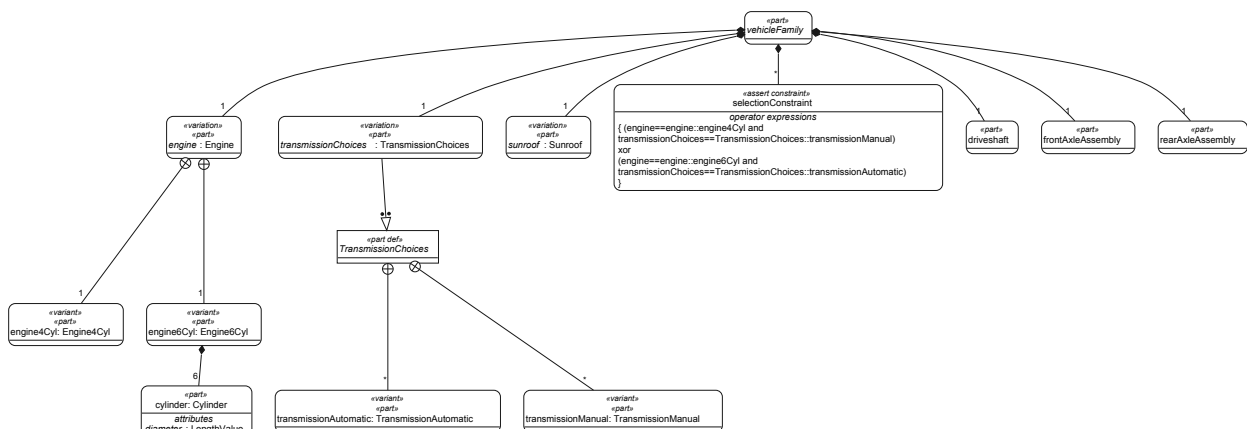 «part»
vehicleFamily
1
1
1
*
1
1
1
«variation»
«part»
engine : Engine
«variation»
«part»
transmissionChoices : TransmissionChoices
«variation»
«part»
sunroof : Sunroof
«assert constraint»
selectionConstraint
operator expressions
{ (engine==engine::engine4Cyl and
transmissionChoices==TransmissionChoices::transmissionManual)
xor
(engine==engine::engine6Cyl and
transmissionChoices==TransmissionChoices::transmissionAutomatic)
}
«part»
driveshaft
«part»
frontAxleAssembly
«part»
rearAxleAssembly
«part def»
TransmissionChoices
1
1
«variant»
«part»
engine4Cyl: Engine4Cyl
«variant»
«part»
engine6Cyl: Engine6Cyl
6
*
*
«part»
cylinder: Cylinder
attributes
diameter : LengthValue
«variant»
«part»
transmissionAutomatic: TransmissionAutomatic
«variant»
«part»
transmissionManual: TransmissionManual